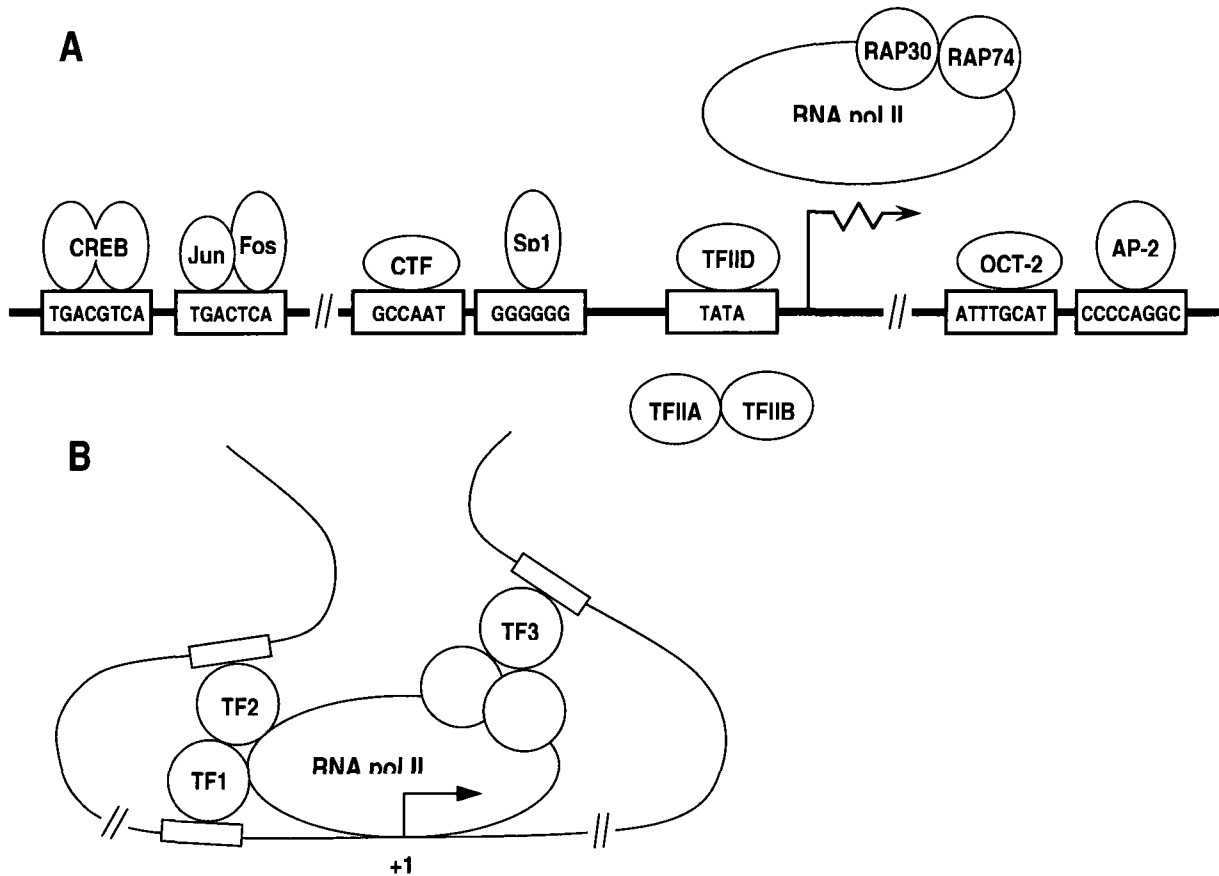 A
RAP30
RAP74
RNA pol II
CREB
Jun
Fos
CTF
Sp1
TFIID
OCT-2
AP-2
TGACGTCA
TGACTCA
GCCAAT
GGGGGG
TATA
ATTTGCAT
CCCCAGGC
TFIIA
TFIIB
B
TF3
TF2
TF1
RNA pol II
+1